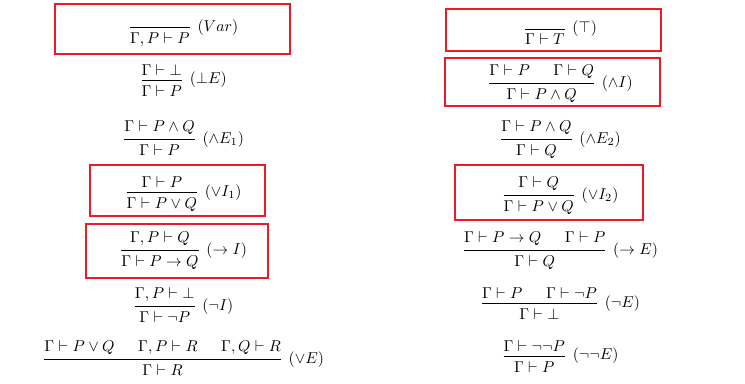 Γ, P ⊢ P (Var)
Γ ⊢ T (⊤)
Γ ⊢ ⊥
Γ ⊢ P (⊥E)
Γ ⊢ P Γ ⊢ Q
Γ ⊢ P ∧ Q (∧I)
Γ ⊢ P ∧ Q
Γ ⊢ P (∧E₁)
Γ ⊢ P ∧ Q
Γ ⊢ Q (∧E₂)
Γ ⊢ P
Γ ⊢ P ∨ Q (∨I₁)
Γ ⊢ Q
Γ ⊢ P ∨ Q (∨I₂)
Γ, P ⊢ Q
Γ ⊢ P → Q (→ I)
Γ ⊢ P → Q Γ ⊢ P
Γ ⊢ Q (→ E)
Γ, P ⊢ ⊥
Γ ⊢ ¬P (¬I)
Γ ⊢ P Γ ⊢ ¬P
Γ ⊢ ⊥ (¬E)
Γ ⊢ P ∨ Q Γ, P ⊢ R Γ, Q ⊢ R
Γ ⊢ R (∨E)
Γ ⊢ ¬¬P
Γ ⊢ P (¬¬E)